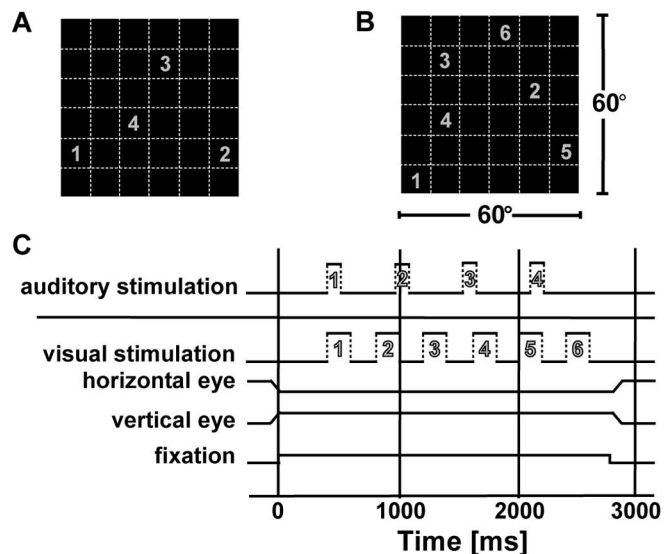 A
3
4
1 2
B
6
3
2
4
5
1
60°
60°
C
auditory stimulation
1 2 3 4
visual stimulation
1 2 3 4 5 6
horizontal eye
vertical eye
fixation
0 1000 2000 3000
Time [ms]